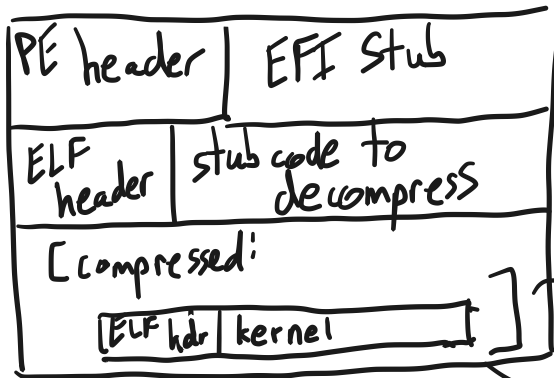 PE header
EFI Stub
ELF header
stub code to
decompress
[compressed:
ELF hdr
kernel
]